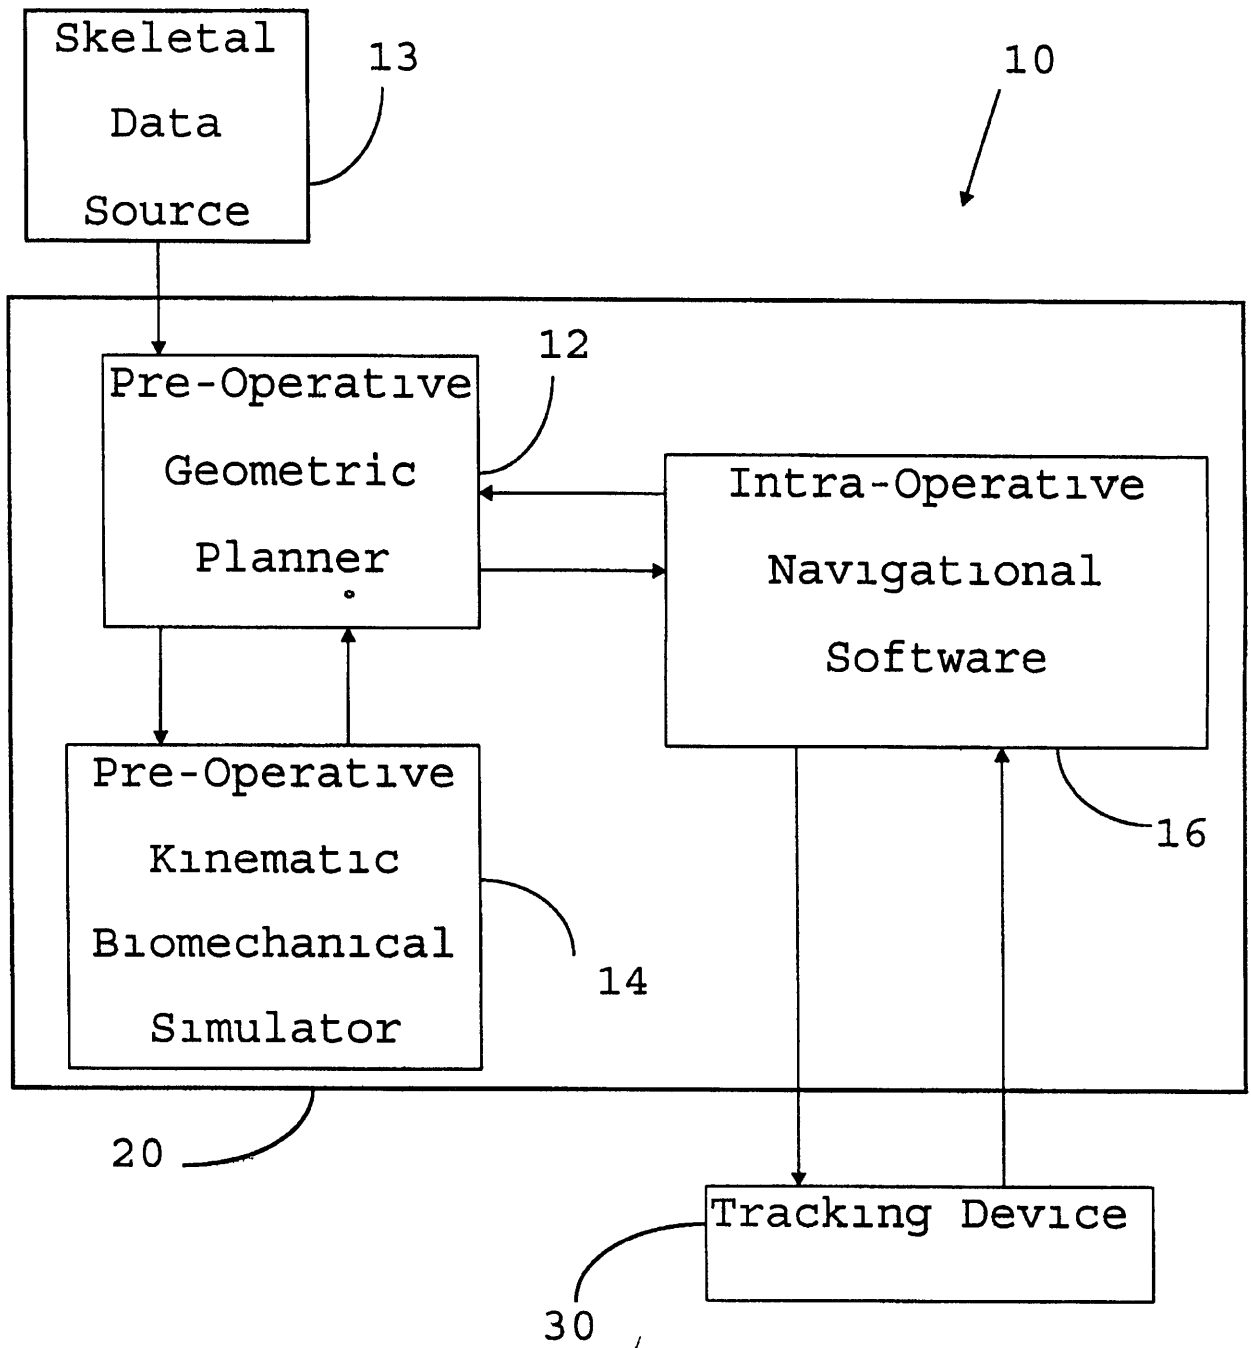 Skeletal
Data
Source
13
10
12
Pre-Operative
Geometric
Planner
Intra-Operative
Navigational
Software
16
Pre-Operative
Kinematic
Biomechanical
Simulator
14
20
Tracking Device
30